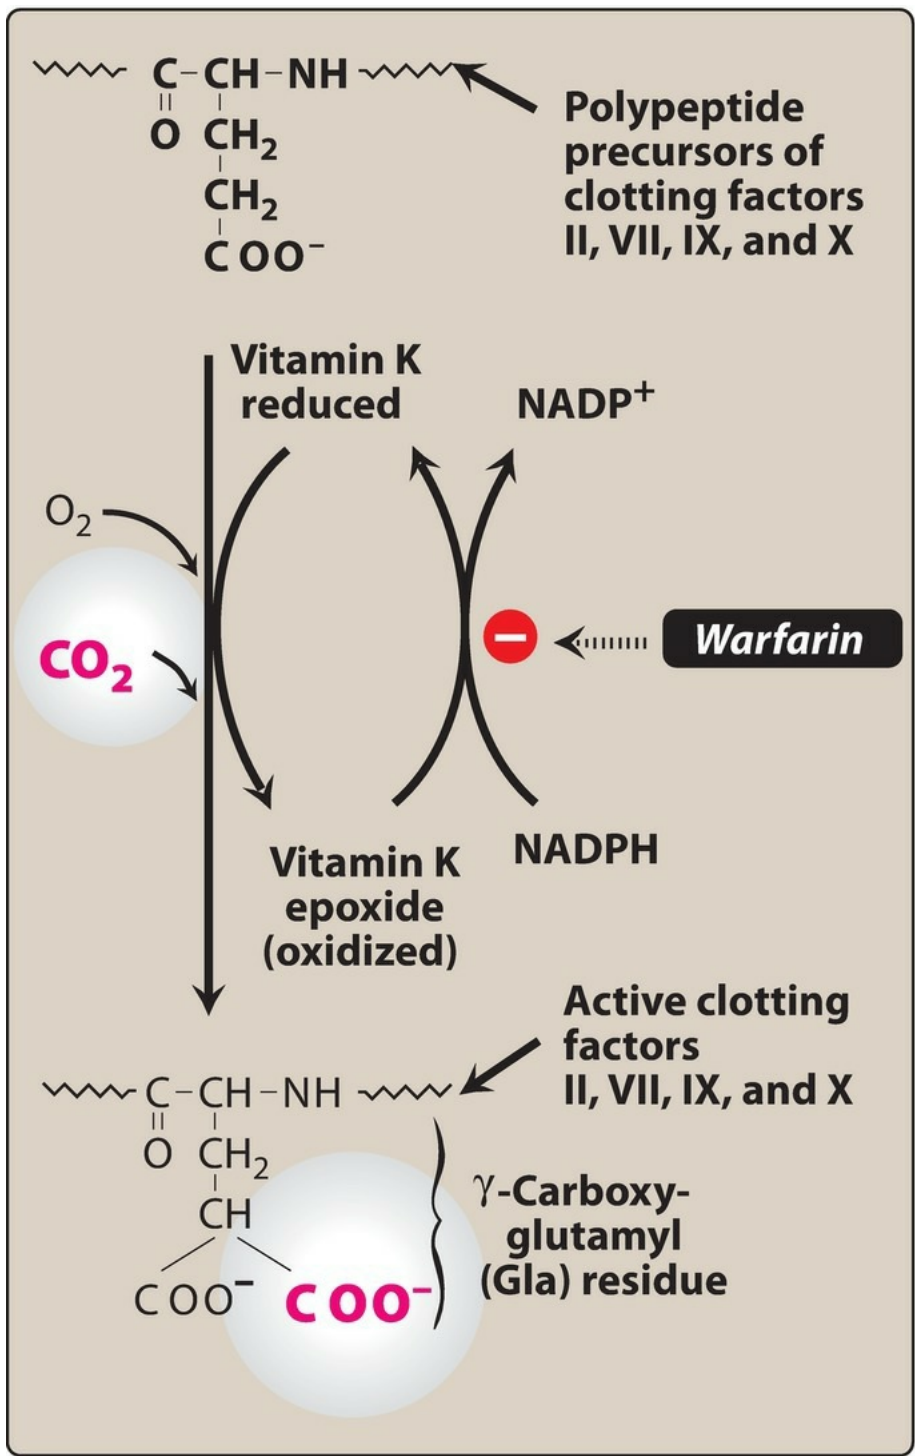 C–CH–NH
O CH₂
CH₂
COO⁻
Polypeptide
precursors of
clotting factors
II, VII, IX, and X
Vitamin K
reduced
NADP⁺
O₂
CO₂
Warfarin
Vitamin K
epoxide
(oxidized)
NADPH
Active clotting
factors
II, VII, IX, and X
C–CH–NH
O CH₂
CH
COO⁻ COO⁻
γ-Carboxy-
glutamyl
(Gla) residue